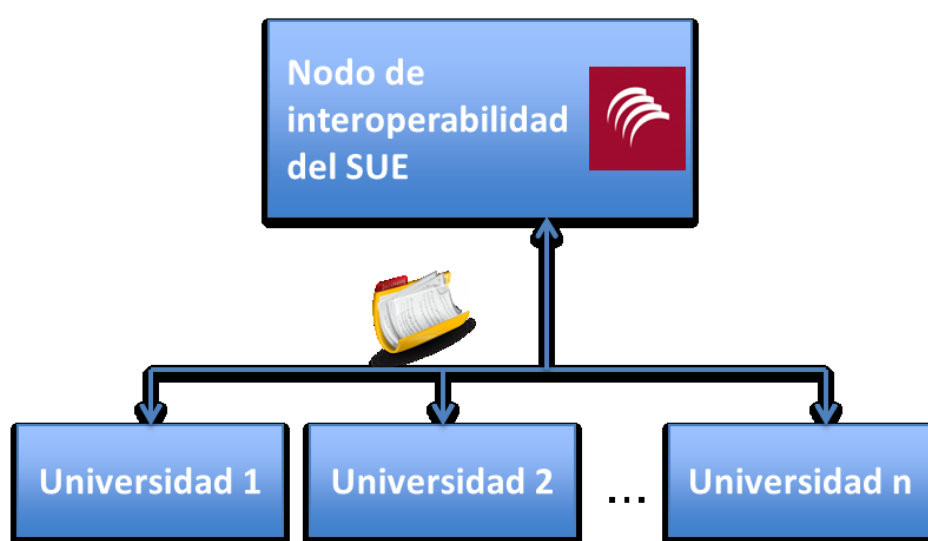 Nodo de
interoperabilidad
del SUE
Universidad 1
Universidad 2
...
Universidad n